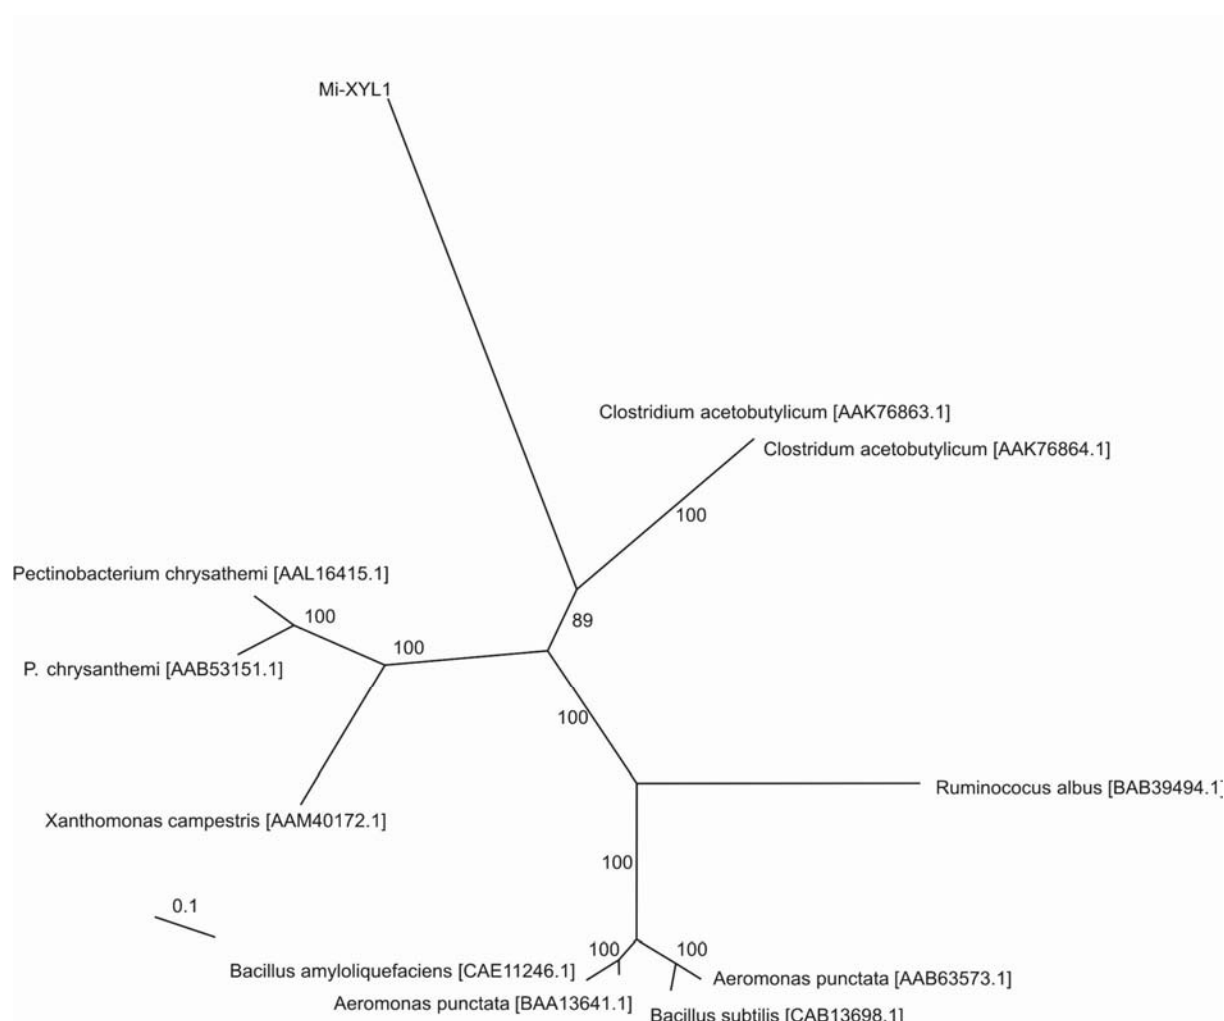 Mi-XYL1
Clostridium acetobutylicum [AAK76863.1]
Clostridum acetobutylicum [AAK76864.1]
100
Pectinobacterium chrysathemi [AAL16415.1]
100
89
100
P. chrysanthemi [AAB53151.1]
100
Ruminococus albus [BAB39494.1]
Xanthomonas campestris [AAM40172.1]
100
0.1
100
100
Bacillus amyloliquefaciens [CAE11246.1]
Aeromonas punctata [AAB63573.1]
Aeromonas punctata [BAA13641.1]
Bacillus subtilis [CAB13698.1]